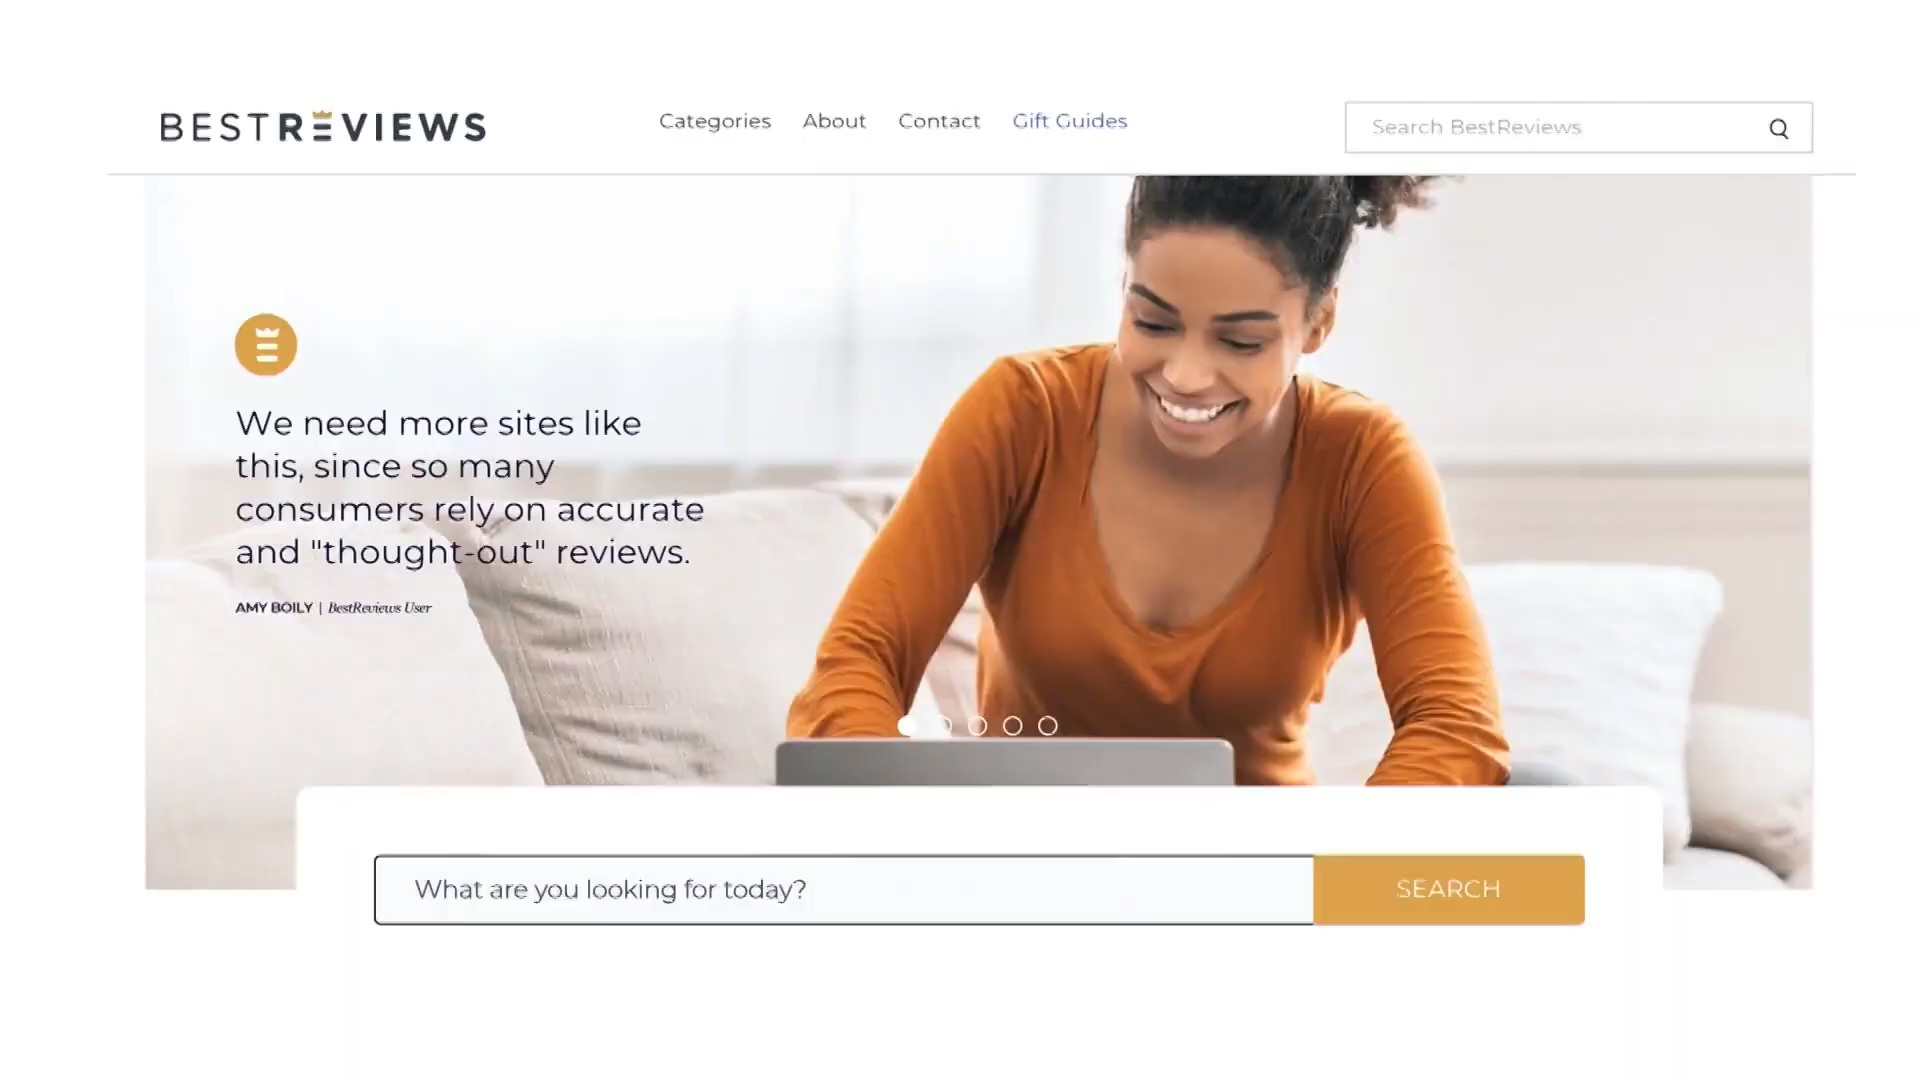 BESTREVIEWS
Categories About Contact Gift Guides
Search BestReviews
We need more sites like
this, since so many
consumers rely on accurate
and "thought-out" reviews.
AMY BOILY | BestReviews User
What are you looking for today?
SEARCH